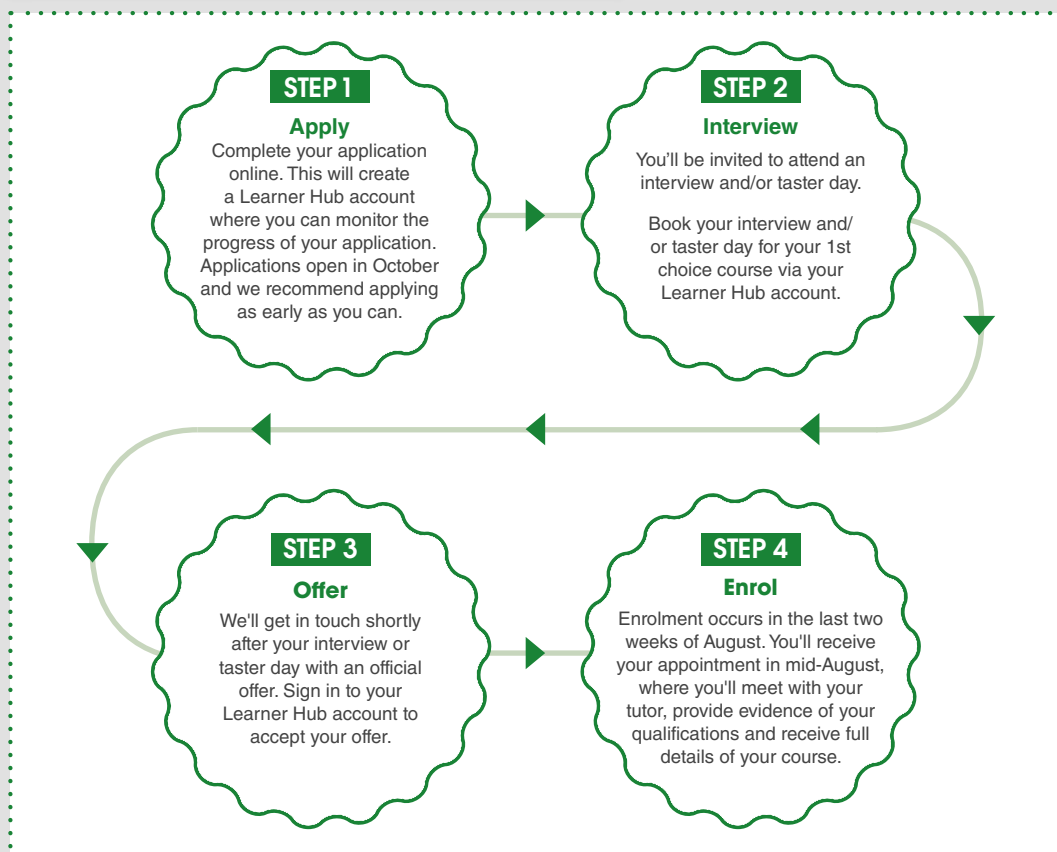 STEP 1
Apply
Complete your application
online. This will create
a Learner Hub account
where you can monitor the
progress of your application.
Applications open in October
and we recommend applying
as early as you can.
STEP 2
Interview
You’ll be invited to attend an
interview and/or taster day.
Book your interview and/
or taster day for your 1st
choice course via your
Learner Hub account.
STEP 3
Offer
We'll get in touch shortly
after your interview or
taster day with an official
offer. Sign in to your
Learner Hub account to
accept your offer.
STEP 4
Enrol
Enrolment occurs in the last two
weeks of August. You'll receive
your appointment in mid-August,
where you'll meet with your
tutor, provide evidence of your
qualifications and receive full
details of your course.